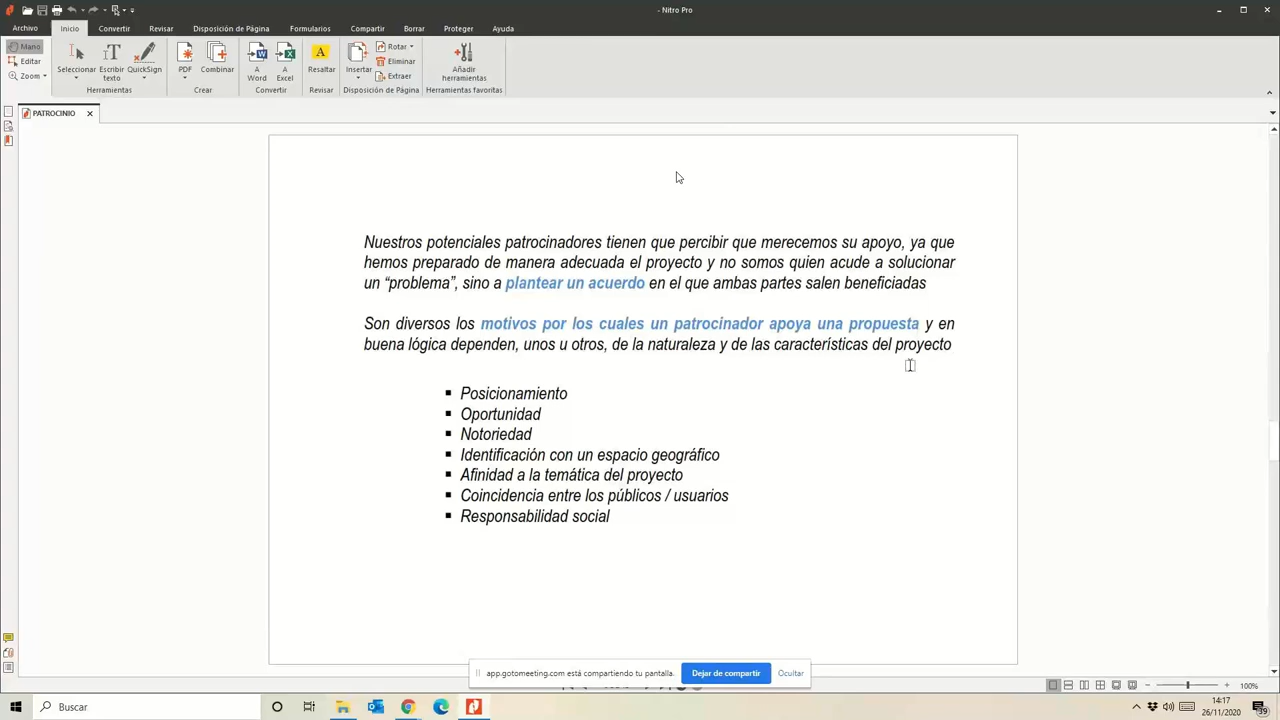 - Nitro Pro
Archivo Inicio Convertir Revisar Disposición de Página Formularios Compartir Borrar Proteger Ayuda
Mano
Editar
Zoom
Seleccionar
Escribir texto
QuickSign
Herramientas
PDF
Combinar
Crear
A Word
A Excel
Convertir
A
Resaltar
Revisar
Insertar
Rotar
Eliminar
Extraer
Disposición de Página
Añadir herramientas
Herramientas favoritas
PATROCINIO
Nuestros potenciales patrocinadores tienen que percibir que merecemos su apoyo, ya que
hemos preparado de manera adecuada el proyecto y no somos quien acude a solucionar
un “problema”, sino a plantear un acuerdo en el que ambas partes salen beneficiadas
Son diversos los motivos por los cuales un patrocinador apoya una propuesta y en
buena lógica dependen, unos u otros, de la naturaleza y de las características del proyecto
▪ Posicionamiento
▪ Oportunidad
▪ Notoriedad
▪ Identificación con un espacio geográfico
▪ Afinidad a la temática del proyecto
▪ Coincidencia entre los públicos / usuarios
▪ Responsabilidad social
app.gotomeeting.com está compartiendo tu pantalla.
Dejar de compartir
Ocultar
100%
Buscar
14:17
26/11/2020
39